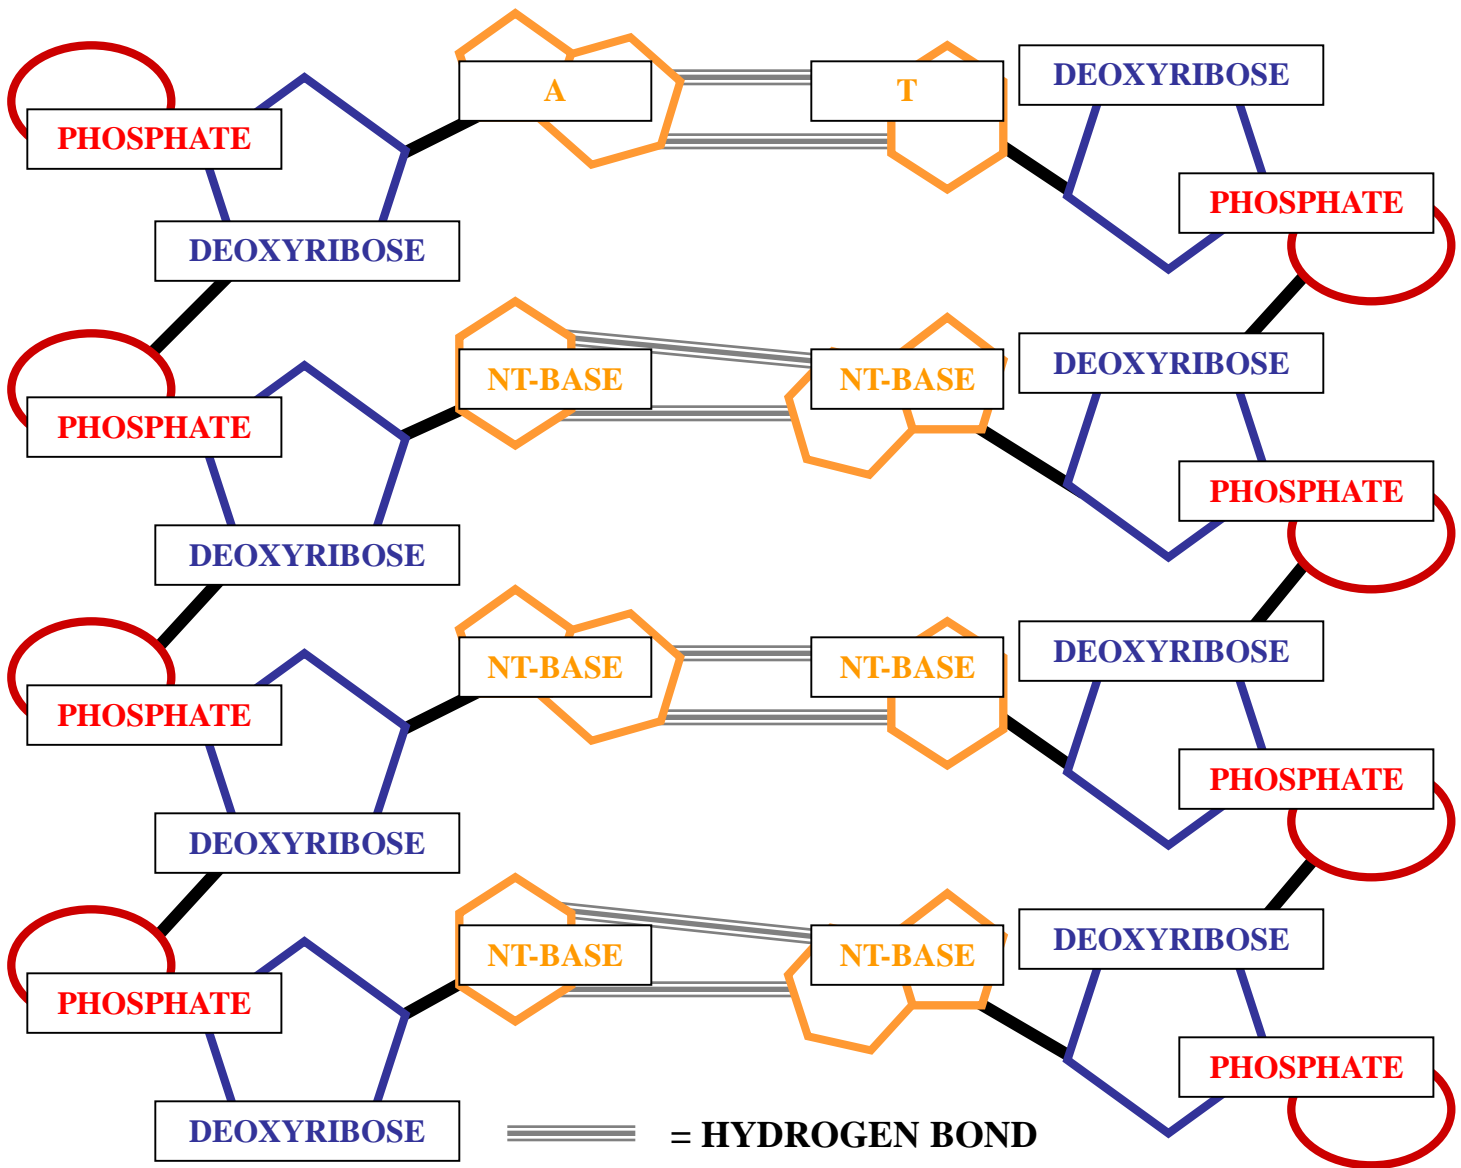 A T DEOXYRIBOSE
PHOSPHATE
PHOSPHATE
DEOXYRIBOSE
DEOXYRIBOSE
NT-BASE NT-BASE
PHOSPHATE
PHOSPHATE
DEOXYRIBOSE
DEOXYRIBOSE
NT-BASE NT-BASE
PHOSPHATE
PHOSPHATE
DEOXYRIBOSE
DEOXYRIBOSE
NT-BASE NT-BASE
PHOSPHATE
PHOSPHATE
DEOXYRIBOSE
= HYDROGEN BOND